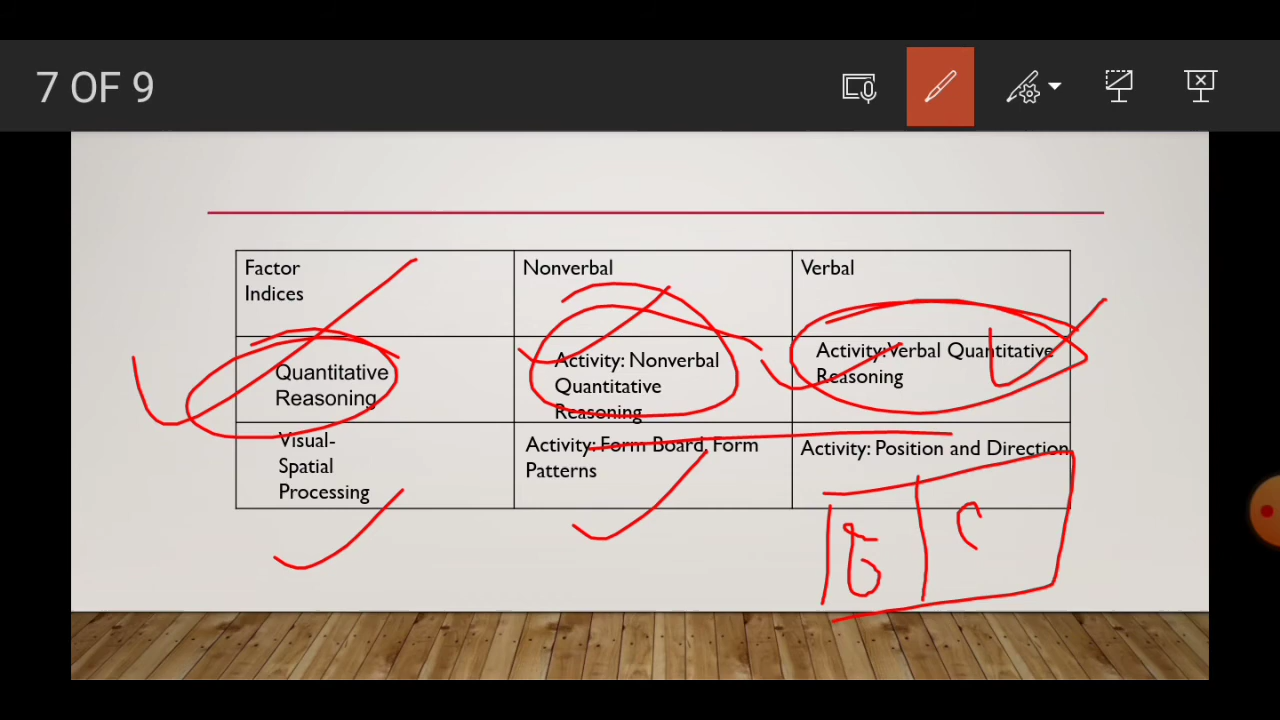 7 OF 9
Factor
Indices
Nonverbal
Verbal
Quantitative
Reasoning
Activity: Nonverbal
Quantitative
Reasoning
Activity:Verbal Quantitative
Reasoning
Visual-
Spatial
Processing
Activity: Form Board, Form
Patterns
Activity: Position and Direction